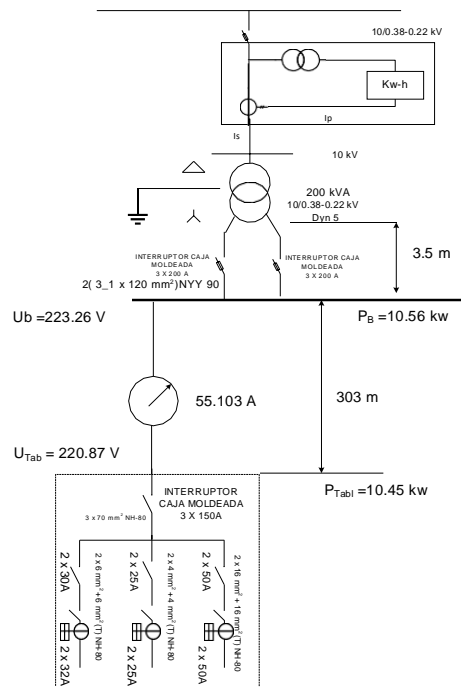 10/0.38-0.22 kV
Kw-h
Ip
Is
10 kV
200 kVA
10/0.38-0.22 kV
Dyn 5
INTERRUPTOR CAJA
MOLDEADA
3 X 200 A
INTERRUPTOR CAJA
MOLDEADA
3 X 200 A
3.5 m
2( 3_1 x 120 mm²)NYY 90
Ub =223.26 V
P_B =10.56 kw
55.103 A
303 m
U_Tab = 220.87 V
P_Tabl =10.45 kw
INTERRUPTOR
CAJA MOLDEADA
3 X 150A
3 x 70 mm² NH-80
2 x 30A
2 x 6 mm² + 6 mm² (T) NH-80
2 x 32A
2 x 25A
2 x 4 mm² + 4 mm² (T) NH-80
2 x 25A
2 x 50A
2 x 16 mm² + 16 mm² (T) NH-80
2 x 50A